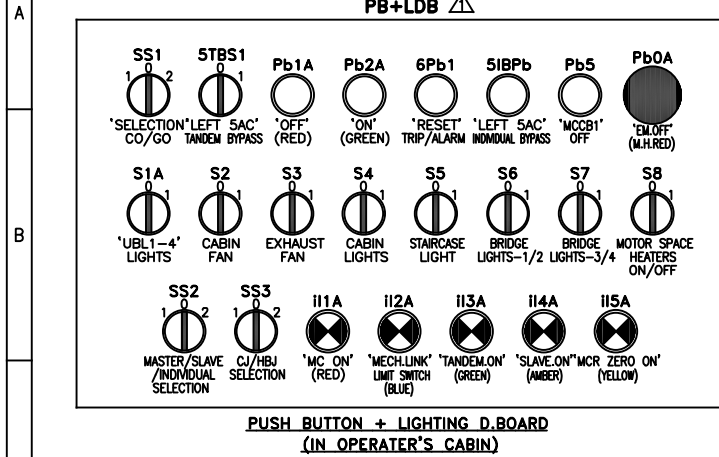 PB+LDB 1
A
SS1 5TBS1 Pb1A Pb2A 6Pb1 5IBPb Pb5 Pb0A
1 0 2 0 1
'SELECTION' 'LEFT 5AC' 'OFF' 'ON' 'RESET' 'LEFT 5AC' 'MCCB1' 'EM.OFF'
CO/GO TANDEM BYPASS (RED) (GREEN) TRIP/ALARM INDIVIDUAL BYPASS OFF (M.H.RED)
S1A S2 S3 S4 S5 S6 S7 S8
0 1 0 1 0 1 0 1 0 1 0 1 0 1 0 1
B
'UBL1-4' CABIN EXHAUST CABIN STAIRCASE BRIDGE BRIDGE MOTOR SPACE
LIGHTS FAN FAN LIGHTS LIGHT LIGHTS-1/2 LIGHTS-3/4 HEATERS
ON/OFF
SS2 SS3 il1A il2A il3A il4A il5A
1 0 2 1 0 2
MASTER/SLAVE CJ/HBJ 'MC ON' 'MECH.LINK' 'TANDEM.ON' 'SLAVE.ON' 'MCR ZERO ON'
/INDIVIDUAL SELECTION (RED) LIMIT SWITCH (GREEN) (AMBER) (YELLOW)
SELECTION (BLUE)
PUSH BUTTON + LIGHTING D.BOARD
(IN OPERATER'S CABIN)